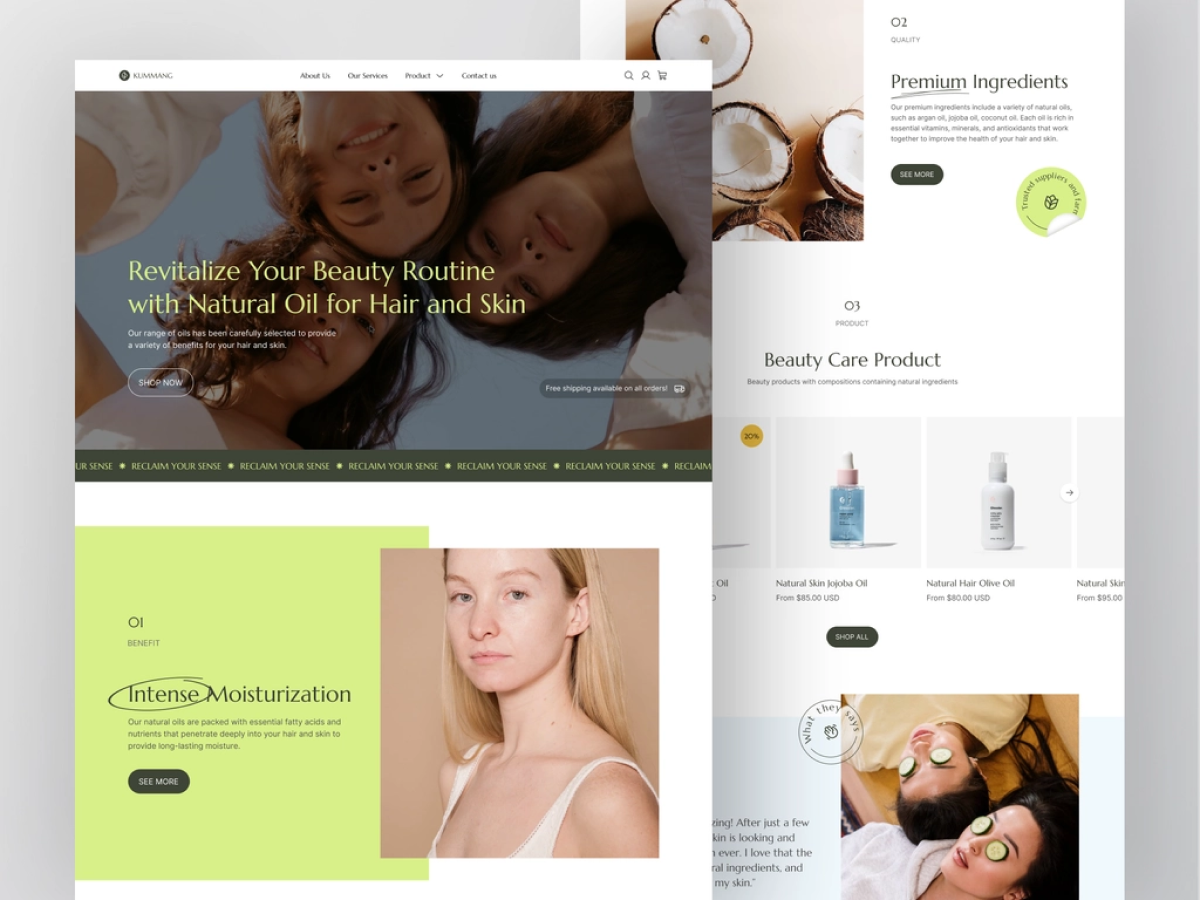 KUMMANG
About Us
Our Services
Product
Contact us
Revitalize Your Beauty Routine
with Natural Oil for Hair and Skin
Our range of oils has been carefully selected to provide
a variety of benefits for your hair and skin.
SHOP NOW
Free shipping available on all orders!
UR SENSE ✷ RECLAIM YOUR SENSE ✷ RECLAIM YOUR SENSE ✷ RECLAIM YOUR SENSE ✷ RECLAIM YOUR SENSE ✷ RECLAIM YOUR SENSE ✷ RECLAIM
01
BENEFIT
Intense Moisturization
Our natural oils are packed with essential fatty acids and
nutrients that penetrate deeply into your hair and skin to
provide long-lasting moisture.
SEE MORE
02
QUALITY
Premium Ingredients
Our premium ingredients include a variety of natural oils,
such as argan oil, jojoba oil, coconut oil. Each oil is rich in
essential vitamins, minerals, and antioxidants that work
together to improve the health of your hair and skin.
SEE MORE
Trusted suppliers and farm
03
PRODUCT
Beauty Care Product
Beauty products with compositions containing natural ingredients
20%
Oil
Natural Skin Jojoba Oil
From $85.00 USD
Natural Hair Olive Oil
From $80.00 USD
Natural Skin
From $95.00
SHOP ALL
What they says
zing! After just a few
kin is looking and
n ever. I love that the
ral ingredients, and
my skin."